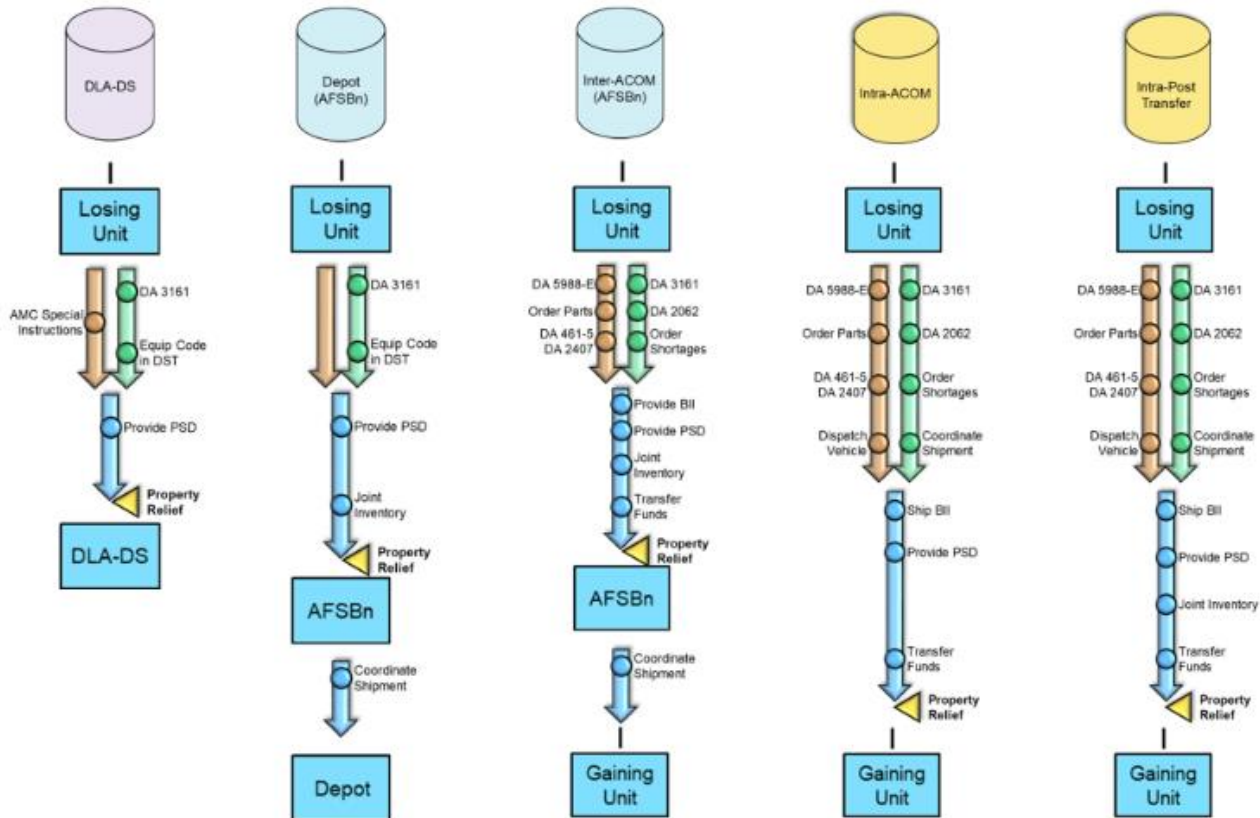 DLA-DS
Losing
Unit
DA 3161
AMC Special
Instructions
Equip Code
in DST
Provide PSD
Property
Relief
DLA-DS
Depot
(AFSBn)
Losing
Unit
DA 3161
Equip Code
in DST
Provide PSD
Joint
Inventory
Property
Relief
AFSBn
Coordinate
Shipment
Depot
Inter-ACOM
(AFSBn)
Losing
Unit
DA 5988-E
DA 3161
Order Parts
DA 2062
DA 461-5
DA 2407
Order
Shortages
Provide BII
Provide PSD
Joint
Inventory
Transfer
Funds
Property
Relief
AFSBn
Coordinate
Shipment
Gaining
Unit
Intra-ACOM
Losing
Unit
DA 5988-E
DA 3161
Order Parts
DA 2062
DA 461-5
DA 2407
Order
Shortages
Dispatch
Vehicle
Coordinate
Shipment
Ship BII
Provide PSD
Transfer
Funds
Property
Relief
Gaining
Unit
Intra-Post
Transfer
Losing
Unit
DA 5988-E
DA 3161
Order Parts
DA 2062
DA 461-5
DA 2407
Order
Shortages
Dispatch
Vehicle
Coordinate
Shipment
Ship BII
Provide PSD
Joint Inventory
Transfer
Funds
Property
Relief
Gaining
Unit